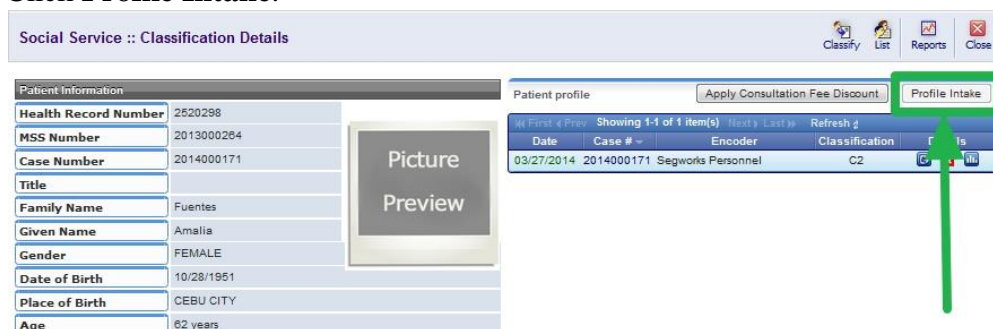 Social Service :: Classification Details
Classify List Reports Close
Patient Information
Health Record Number 2520298
MSS Number 2013000264
Case Number 2014000171
Title
Family Name Fuentes
Given Name Amalia
Gender FEMALE
Date of Birth 10/28/1951
Place of Birth CEBU CITY
Age 62 years
Picture
Preview
Patient profile Apply Consultation Fee Discount Profile Intake
First Prev Showing 1-1 of 1 item(s) Next Last Refresh
Date Case # Encoder Classification
03/27/2014 2014000171 Segworks Personnel C2